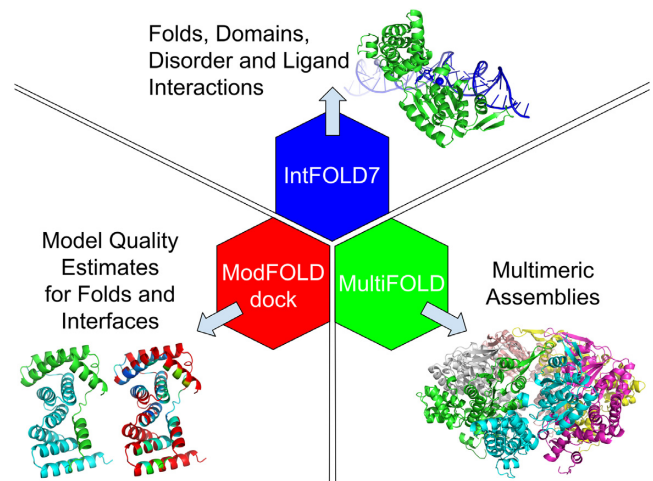 Folds, Domains,
Disorder and Ligand
Interactions
IntFOLD7
Model Quality
Estimates
for Folds and
Interfaces
ModFOLD
dock
MultiFOLD
Multimeric
Assemblies